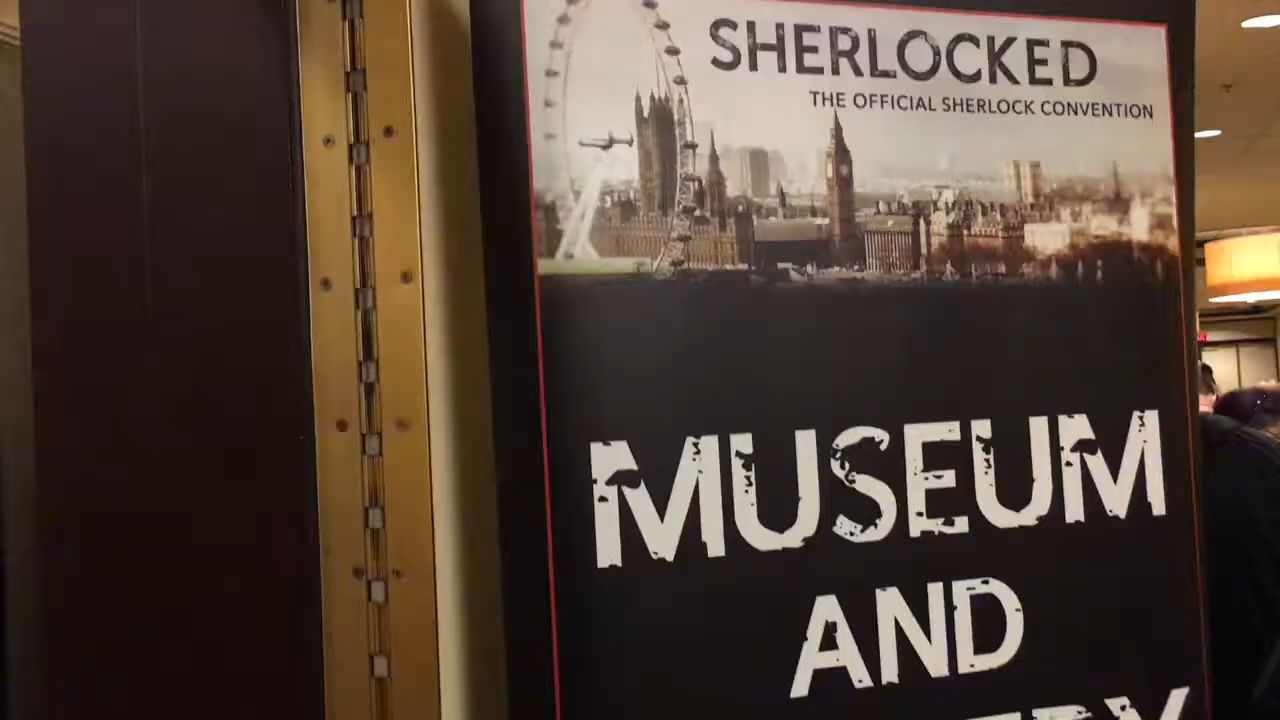 SHERLOCKED
THE OFFICIAL SHERLOCK CONVENTION
MUSEUM
AND